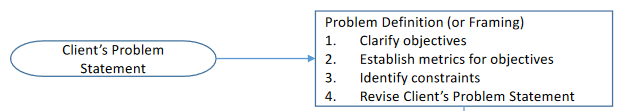 Client's Problem
Statement
Problem Definition (or Framing)
1. Clarify objectives
2. Establish metrics for objectives
3. Identify constraints
4. Revise Client's Problem Statement